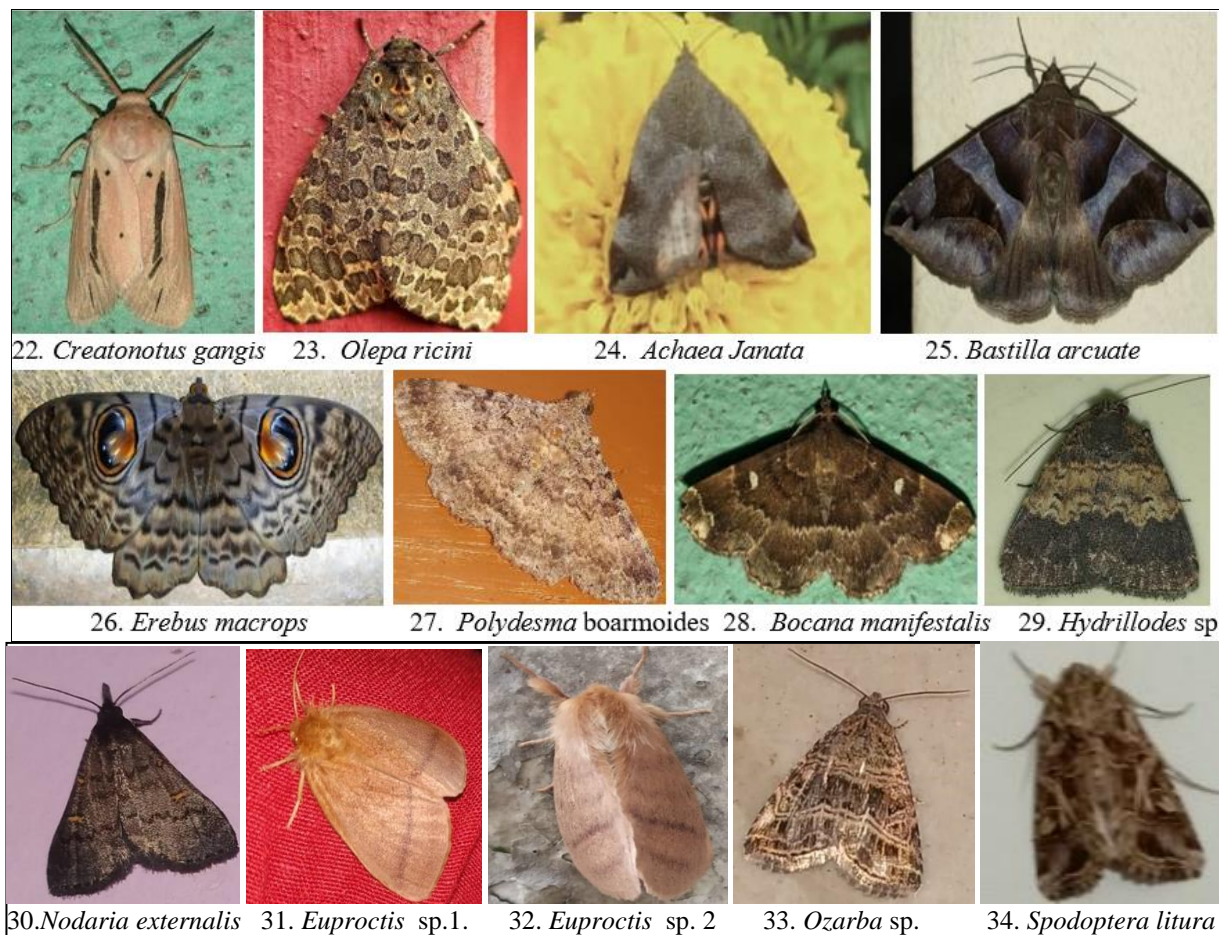 22. Creatonotus gangis 23. Olepa ricini 24. Achaea Janata 25. Bastilla arcuate
26. Erebus macrops 27. Polydesma boarmoides 28. Bocana manifestalis 29. Hydrillodes sp
30.Nodaria externalis 31. Euproctis sp.1. 32. Euproctis sp. 2 33. Ozarba sp. 34. Spodoptera litura